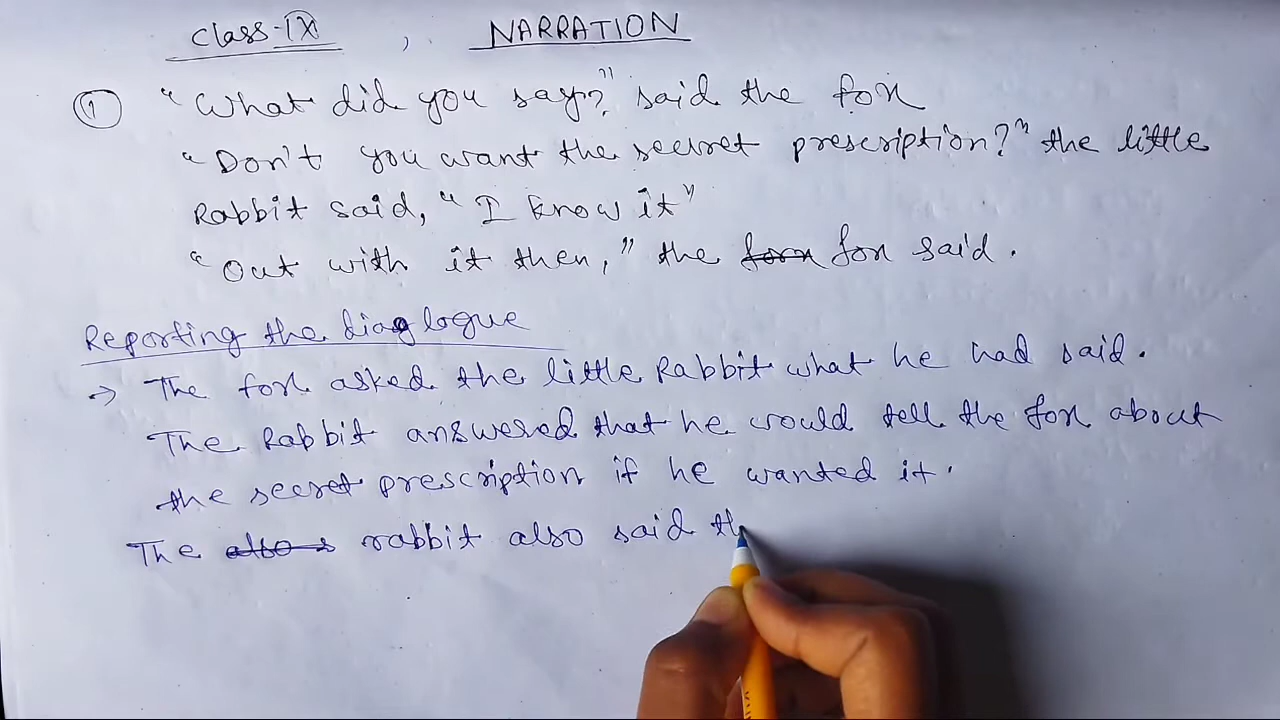 Class-IX , NARRATION
① "What did you say?" said the fox
"Don't you want the secret prescription?" the little
Rabbit said, "I know it"
"Out with it then," the fox said.
Reporting the diaglogue
→ The fox asked the little Rabbit what he had said.
The Rabbit answered that he would tell the fox about
the secret prescription if he wanted it.
The also s rabbit also said th